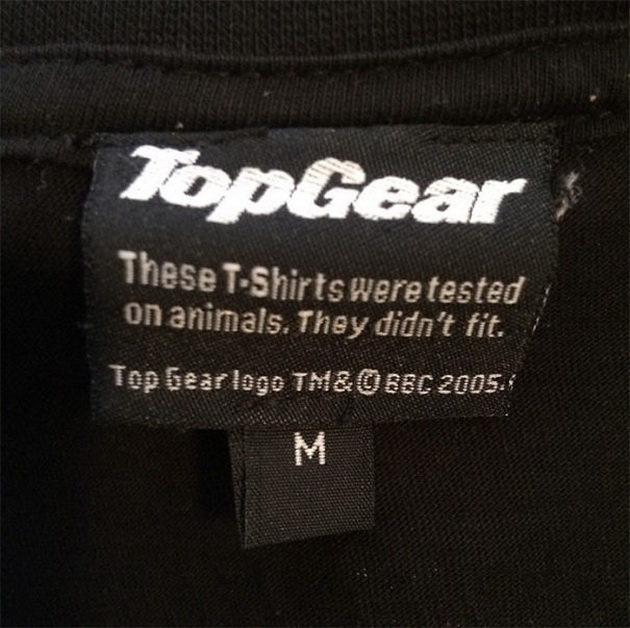 TopGear
These T-Shirts were tested
on animals. They didn't fit.
Top Gear logo TM & © BBC 2005.
M